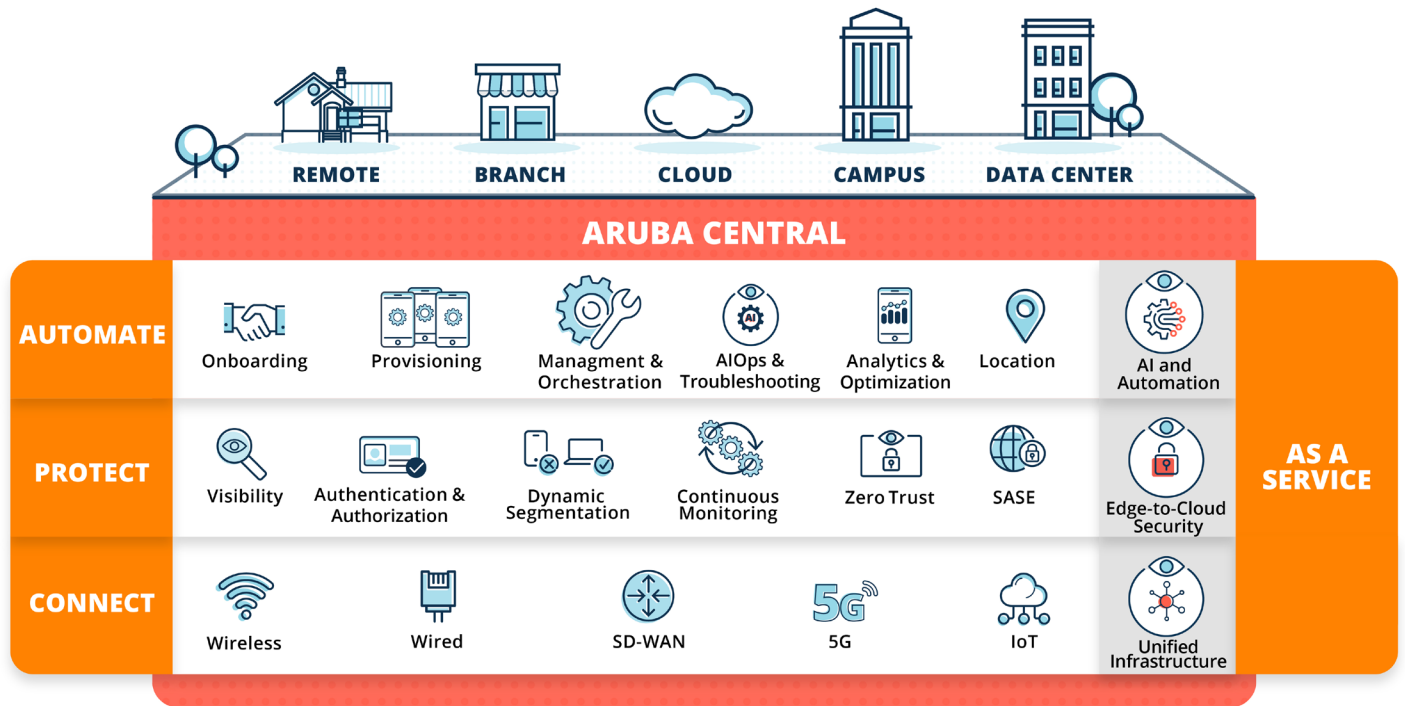 REMOTE
BRANCH
CLOUD
CAMPUS
DATA CENTER
ARUBA CENTRAL
AUTOMATE
Onboarding
Provisioning
Managment &
Orchestration
AI
AIOps &
Troubleshooting
Analytics &
Optimization
Location
AI and
Automation
PROTECT
Visibility
Authentication &
Authorization
Dynamic
Segmentation
Continuous
Monitoring
Zero Trust
SASE
Edge-to-Cloud
Security
AS A
SERVICE
CONNECT
Wireless
Wired
SD-WAN
5G
5G
IoT
Unified
Infrastructure